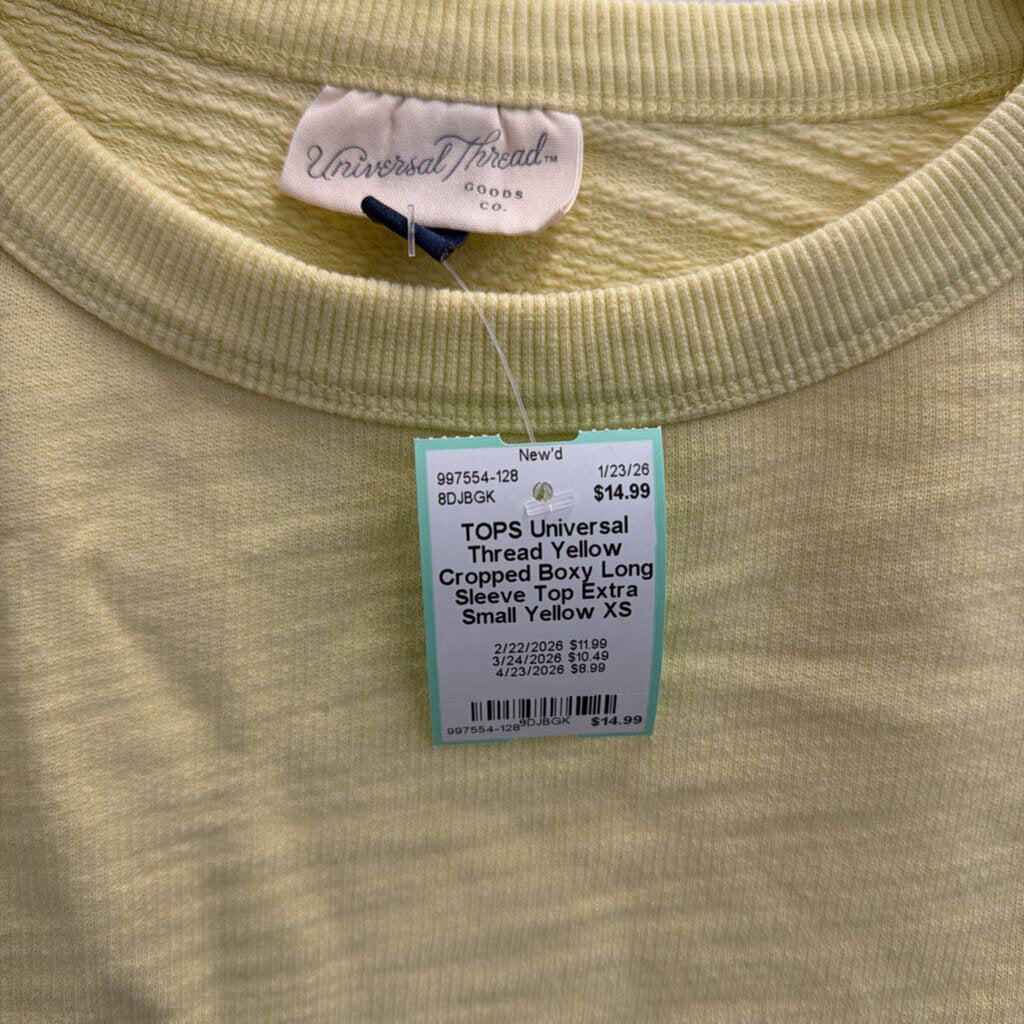 Universal Thread™
GOODS
CO.
New'd
997554-128 1/23/26
8DJBGK $14.99
TOPS Universal
Thread Yellow
Cropped Boxy Long
Sleeve Top Extra
Small Yellow XS
2/22/2026 $11.99
3/24/2026 $10.49
4/23/2026 $8.99
997554-128 8DJBGK $14.99